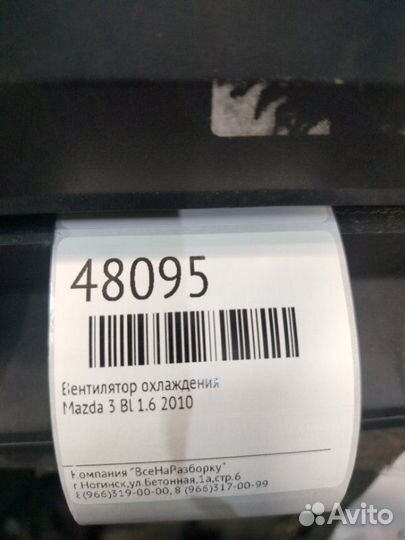 48095
Вентилятор охлаждения
Mazda 3 Bl 1.6 2010
Компания "ВсеНаРазборку"
г Ногинск,ул.Бетонная,1а,стр.6
8(966)319-00-00, 8 (966)317-00-99
Avito